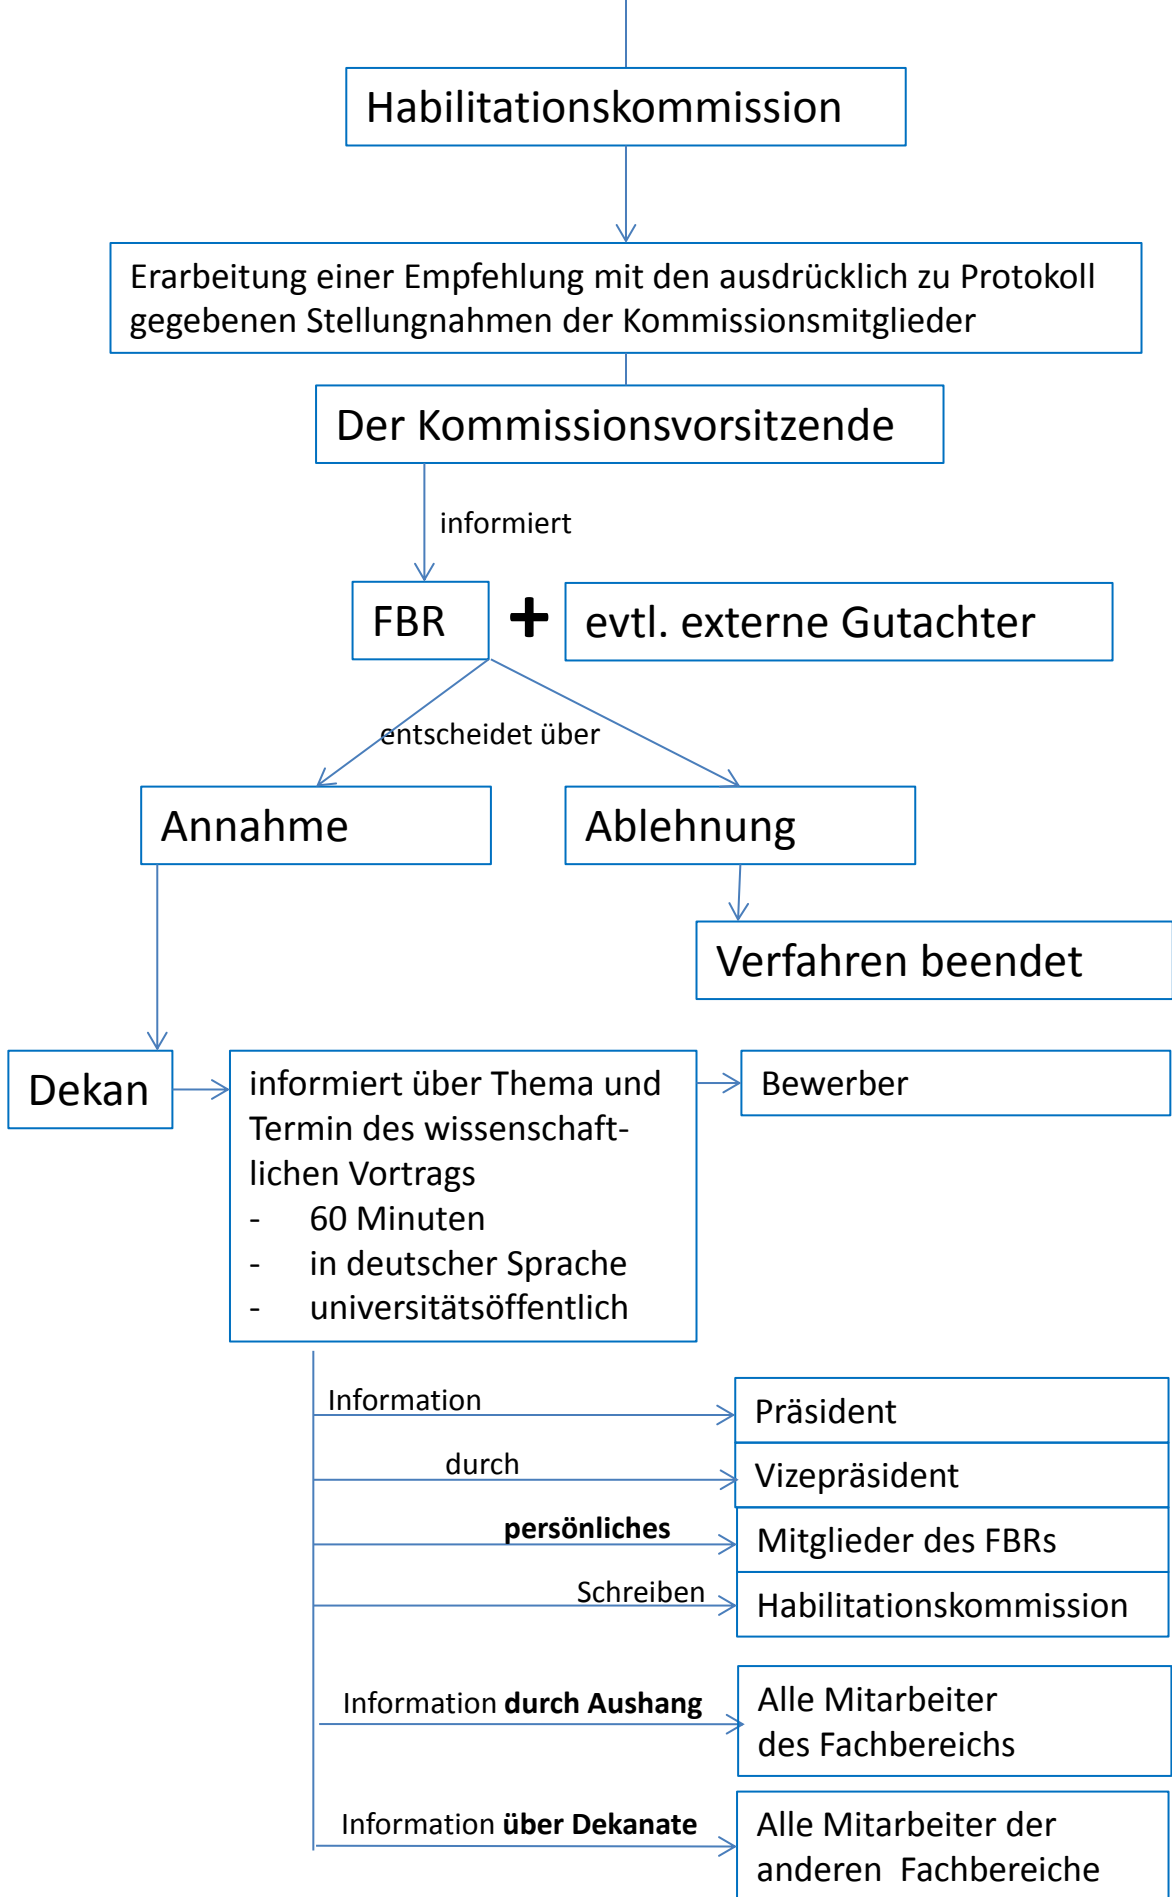 Habilitationskommission
Erarbeitung einer Empfehlung mit den ausdrücklich zu Protokoll
gegebenen Stellungnahmen der Kommissionsmitglieder
Der Kommissionsvorsitzende
informiert
FBR + evtl. externe Gutachter
entscheidet über
Annahme
Ablehnung
Verfahren beendet
Dekan
informiert über Thema und
Termin des wissenschaft-
lichen Vortrags
- 60 Minuten
- in deutscher Sprache
- universitätsöffentlich
Bewerber
Information
Präsident
durch
Vizepräsident
persönliches
Mitglieder des FBRs
Schreiben
Habilitationskommission
Information durch Aushang
Alle Mitarbeiter
des Fachbereichs
Information über Dekanate
Alle Mitarbeiter der
anderen Fachbereiche